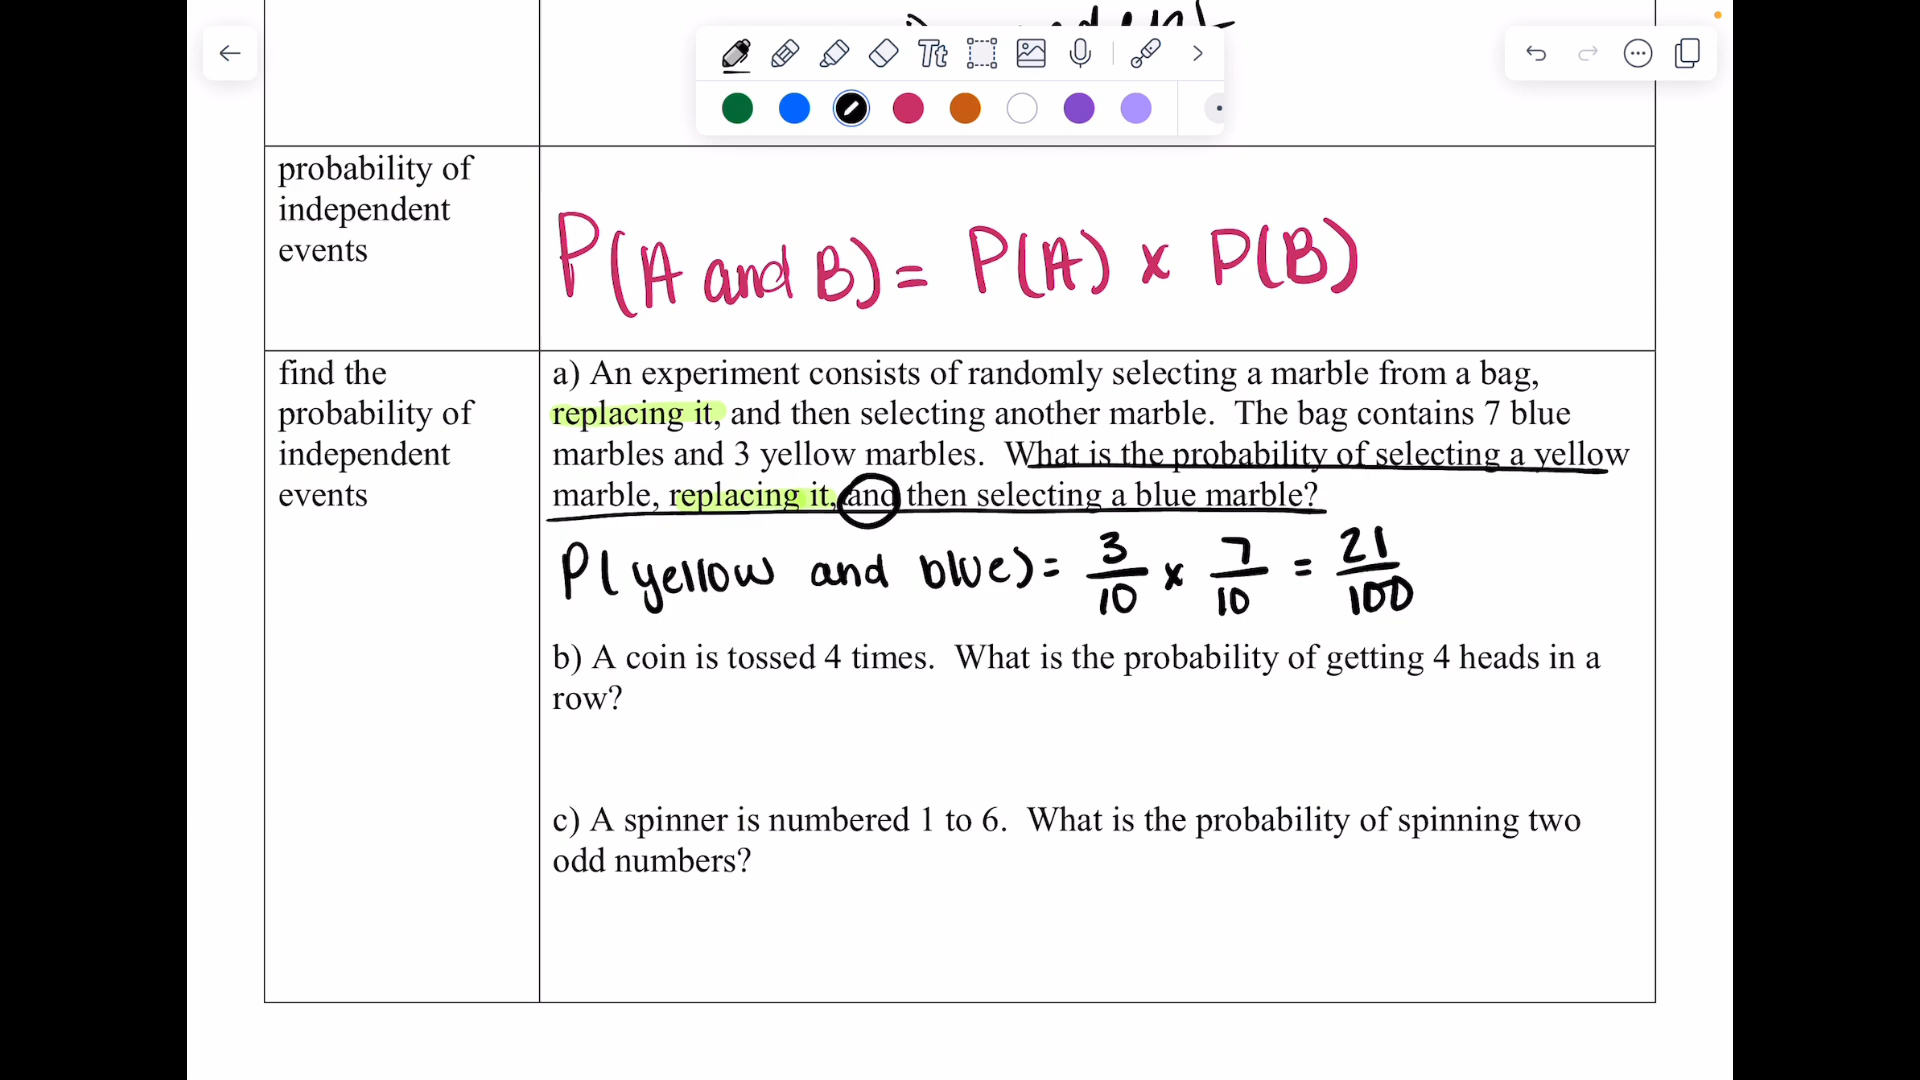 Tt
probability of
independent
events
P(A and B) = P(A) x P(B)
find the
probability of
independent
events
a) An experiment consists of randomly selecting a marble from a bag,
replacing it, and then selecting another marble. The bag contains 7 blue
marbles and 3 yellow marbles. What is the probability of selecting a yellow
marble, replacing it, and then selecting a blue marble?
P(yellow and blue) = 3/10 x 7/10 = 21/100
b) A coin is tossed 4 times. What is the probability of getting 4 heads in a
row?
c) A spinner is numbered 1 to 6. What is the probability of spinning two
odd numbers?